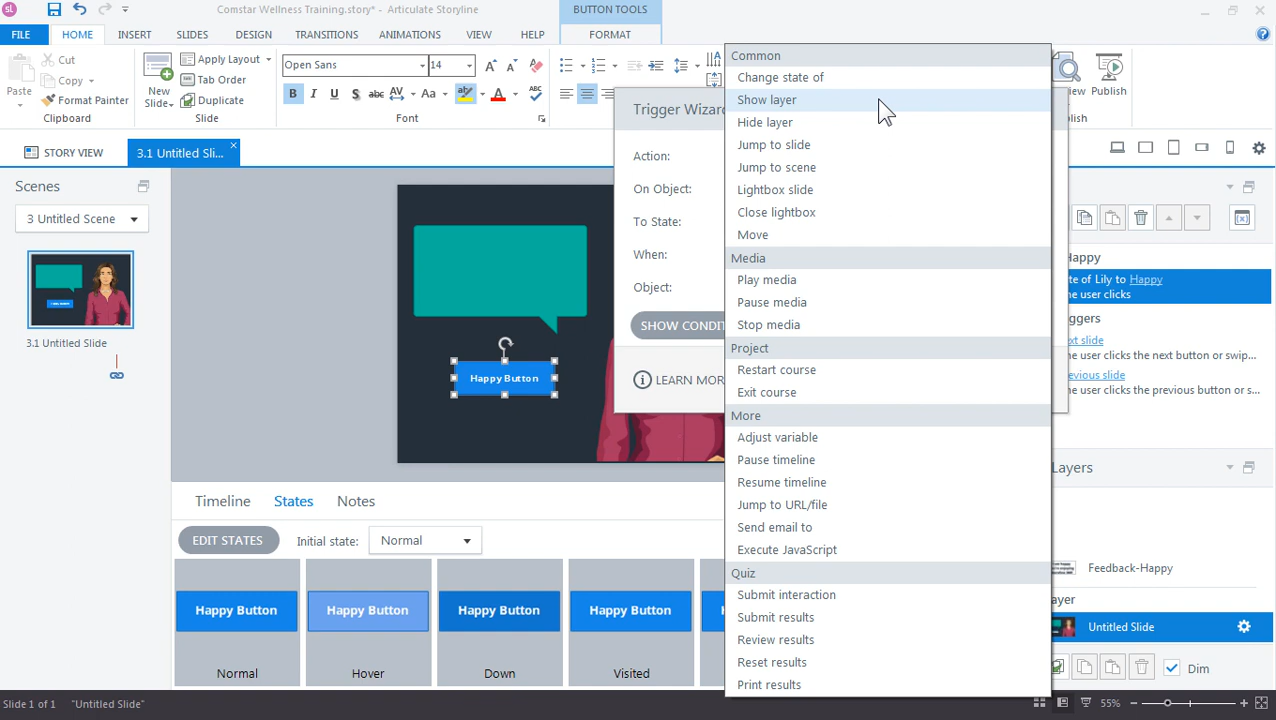 sl
Comstar Wellness Training.story* - Articulate Storyline
BUTTON TOOLS
FILE
HOME
INSERT
SLIDES
DESIGN
TRANSITIONS
ANIMATIONS
VIEW
HELP
FORMAT
Paste
Cut
Copy
Format Painter
Clipboard
New
Slide
Apply Layout
Tab Order
Duplicate
Slide
Open Sans
14
B I U S abc AV Aa A
Font
Publish
STORY VIEW
3.1 Untitled Sli...
Scenes
3 Untitled Scene
3.1 Untitled Slide
Happy Button
Trigger Wizard
Action:
On Object:
To State:
When:
Object:
SHOW CONDITI
LEARN MOR
Common
Change state of
Show layer
Hide layer
Jump to slide
Jump to scene
Lightbox slide
Close lightbox
Move
Media
Play media
Pause media
Stop media
Project
Restart course
Exit course
More
Adjust variable
Pause timeline
Resume timeline
Jump to URL/file
Send email to
Execute JavaScript
Quiz
Submit interaction
Submit results
Review results
Reset results
Print results
Happy
te of Lily to Happy
he user clicks
ggers
xt slide
he user clicks the next button or swip...
evious slide
he user clicks the previous button or s...
Layers
Feedback-Happy
ayer
Untitled Slide
Dim
Timeline
States
Notes
EDIT STATES
Initial state:
Normal
Happy Button
Happy Button
Happy Button
Happy Button
Normal
Hover
Down
Visited
Slide 1 of 1
"Untitled Slide"
55%